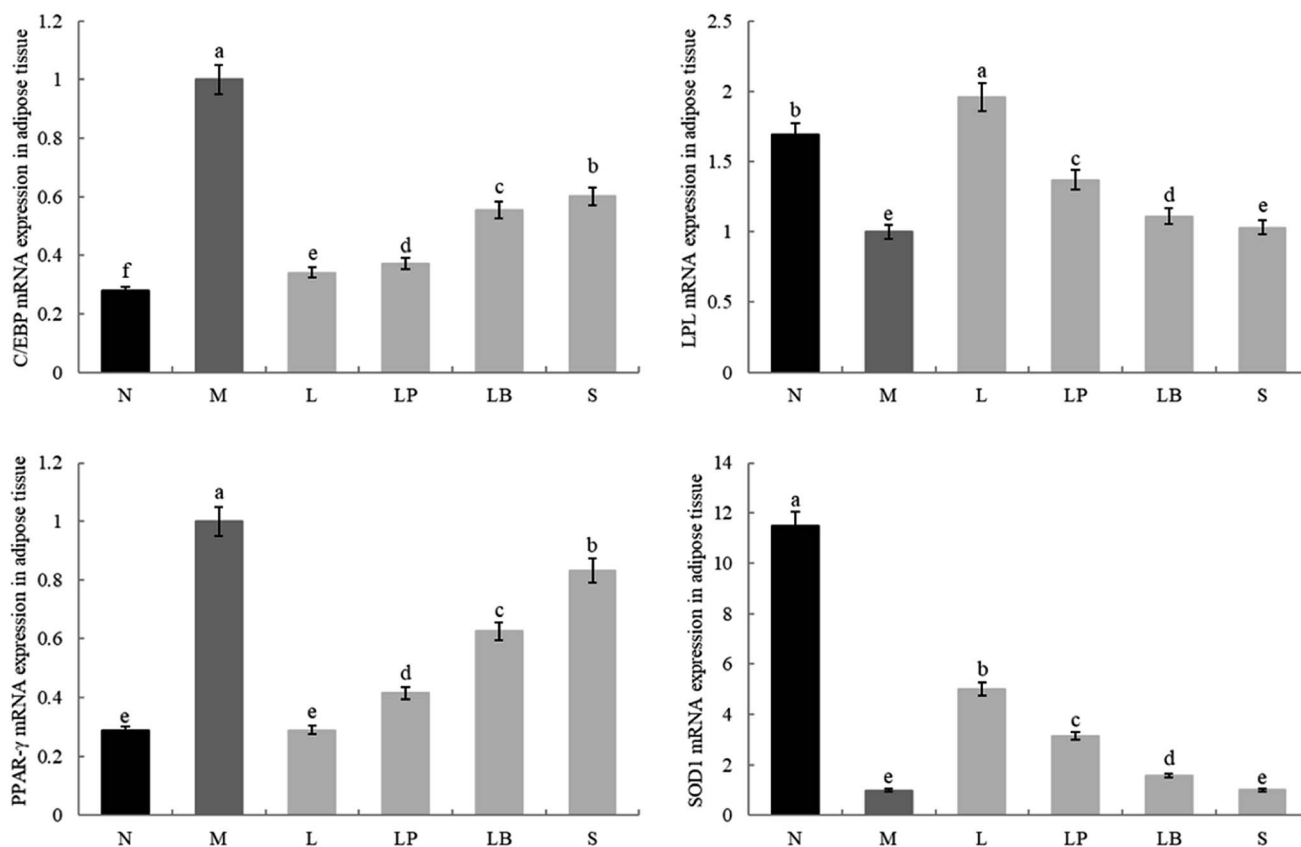 C/EBP mRNA expression in adipose tissue
1.2
1
0.8
0.6
0.4
0.2
0
f
a
e
d
c
b
N M L LP LB S
LPL mRNA expression in adipose tissue
2.5
2
1.5
1
0.5
0
b
e
a
c
d
e
N M L LP LB S
PPAR-γ mRNA expression in adipose tissue
1.2
1
0.8
0.6
0.4
0.2
0
e
a
e
d
c
b
N M L LP LB S
SOD1 mRNA expression in adipose tissue
14
12
10
8
6
4
2
0
a
e
b
c
d
e
N M L LP LB S